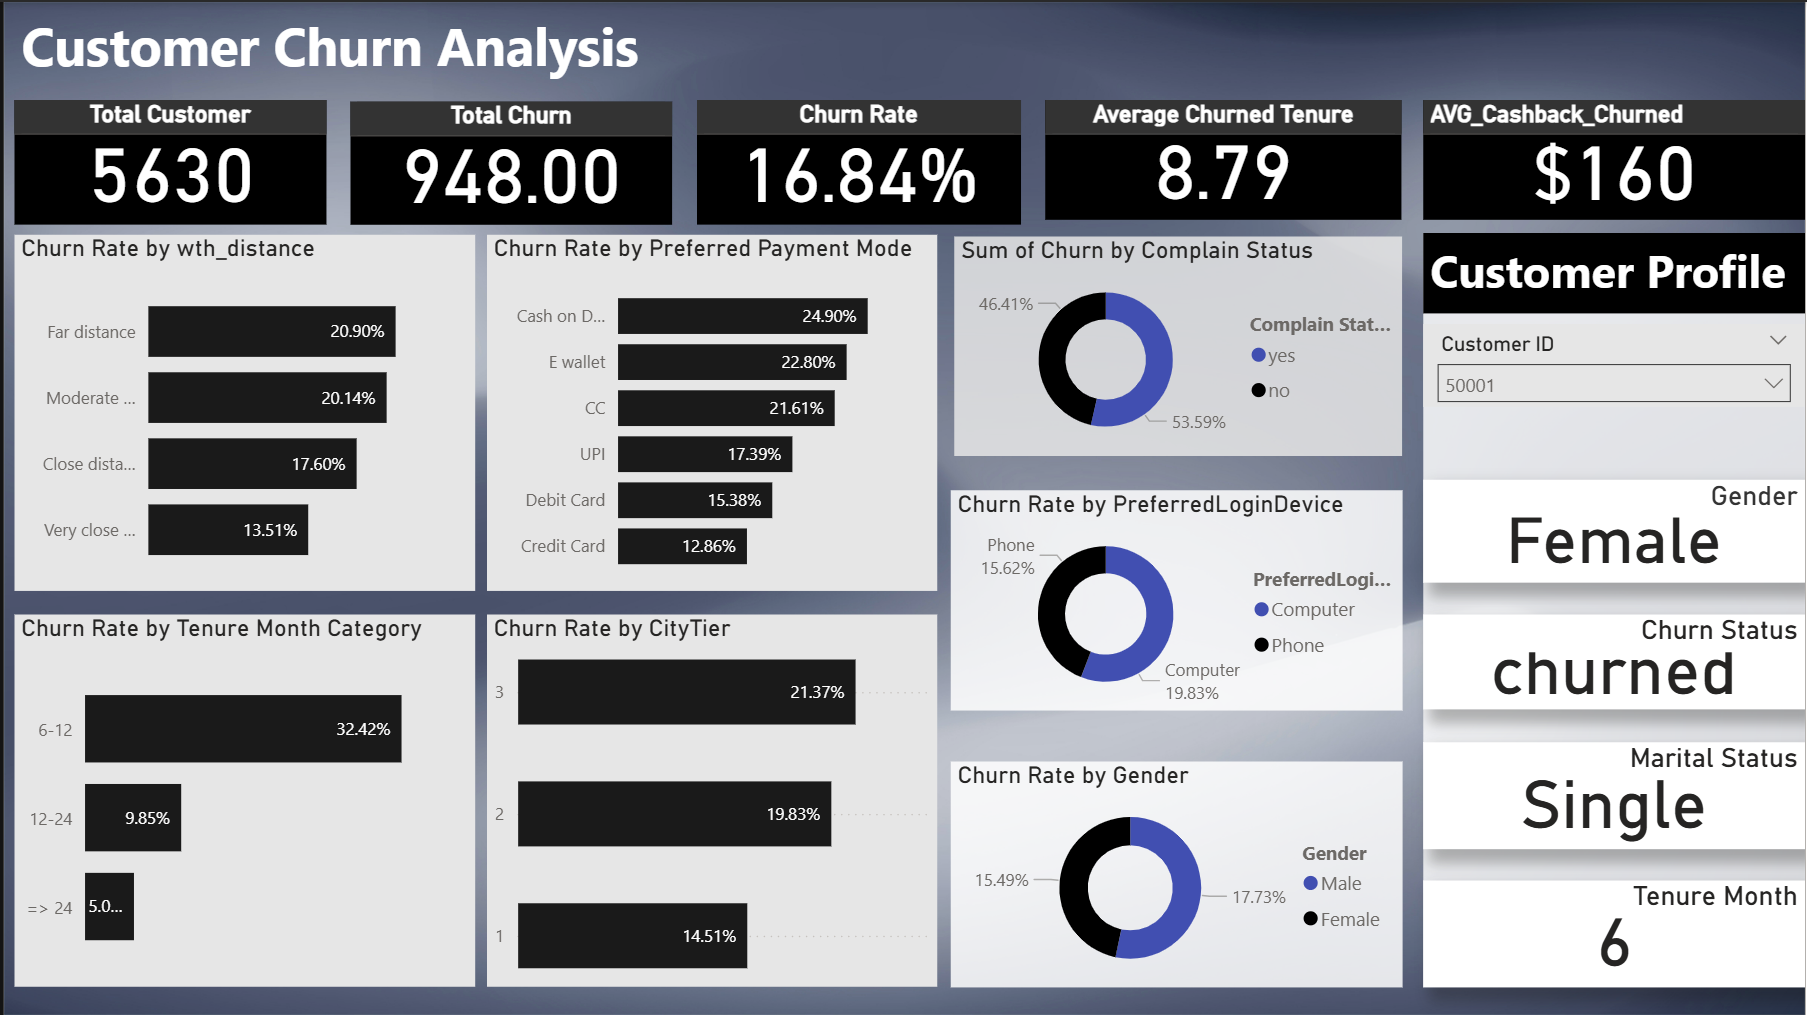 Customer Churn Analysis
Total Customer
5630
Total Churn
948.00
Churn Rate
16.84%
Average Churned Tenure
8.79
AVG_Cashback_Churned
$160
Churn Rate by wth_distance
Far distance
20.90%
Moderate ...
20.14%
Close dista...
17.60%
Very close ...
13.51%
Churn Rate by Preferred Payment Mode
Cash on D...
24.90%
E wallet
22.80%
CC
21.61%
UPI
17.39%
Debit Card
15.38%
Credit Card
12.86%
Sum of Churn by Complain Status
46.41%
53.59%
Complain Stat...
yes
no
Churn Rate by PreferredLoginDevice
Phone
15.62%
Computer
19.83%
PreferredLogi...
Computer
Phone
Churn Rate by Tenure Month Category
6-12
32.42%
12-24
9.85%
=> 24
5.0...
Churn Rate by CityTier
3
21.37%
2
19.83%
1
14.51%
Churn Rate by Gender
15.49%
17.73%
Gender
Male
Female
Customer Profile
Customer ID
50001
Gender
Female
Churn Status
churned
Marital Status
Single
Tenure Month
6